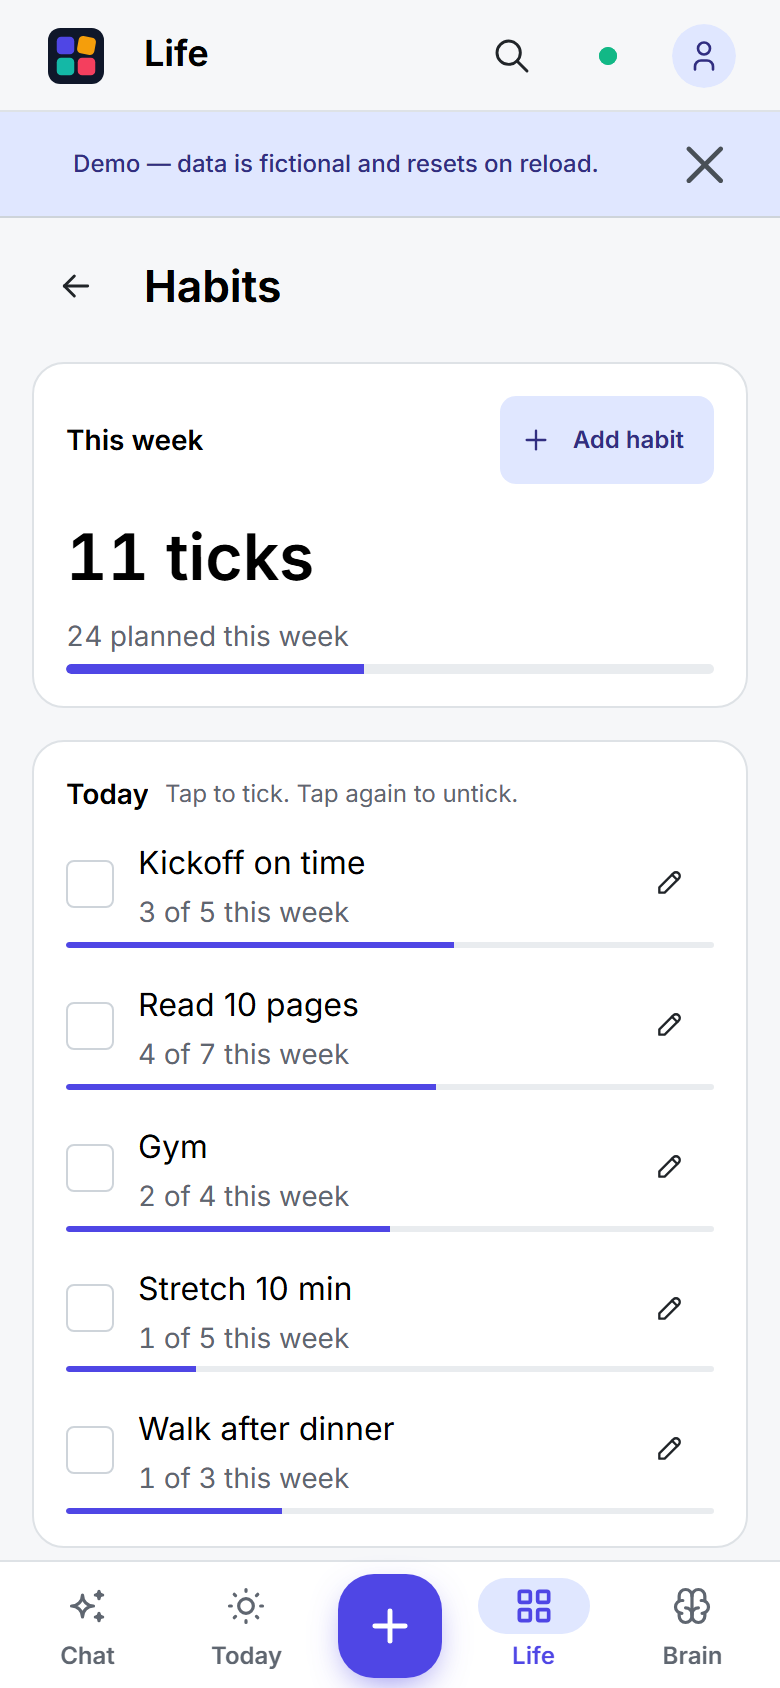 Life
Demo — data is fictional and resets on reload.
Habits
This week
Add habit
11 ticks
24 planned this week
Today Tap to tick. Tap again to untick.
Kickoff on time
3 of 5 this week
Read 10 pages
4 of 7 this week
Gym
2 of 4 this week
Stretch 10 min
1 of 5 this week
Walk after dinner
1 of 3 this week
Chat
Today
Life
Brain